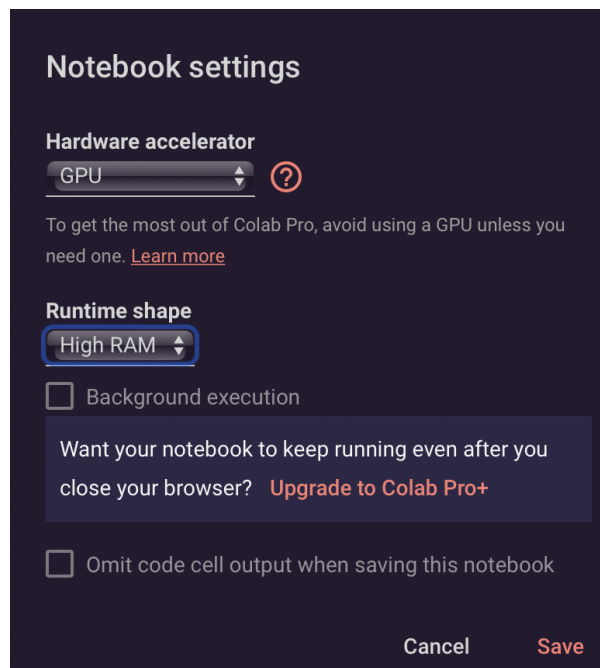 Notebook settings
Hardware accelerator
GPU
?
To get the most out of Colab Pro, avoid using a GPU unless you
need one. Learn more
Runtime shape
High RAM
Background execution
Want your notebook to keep running even after you
close your browser? Upgrade to Colab Pro+
Omit code cell output when saving this notebook
Cancel Save